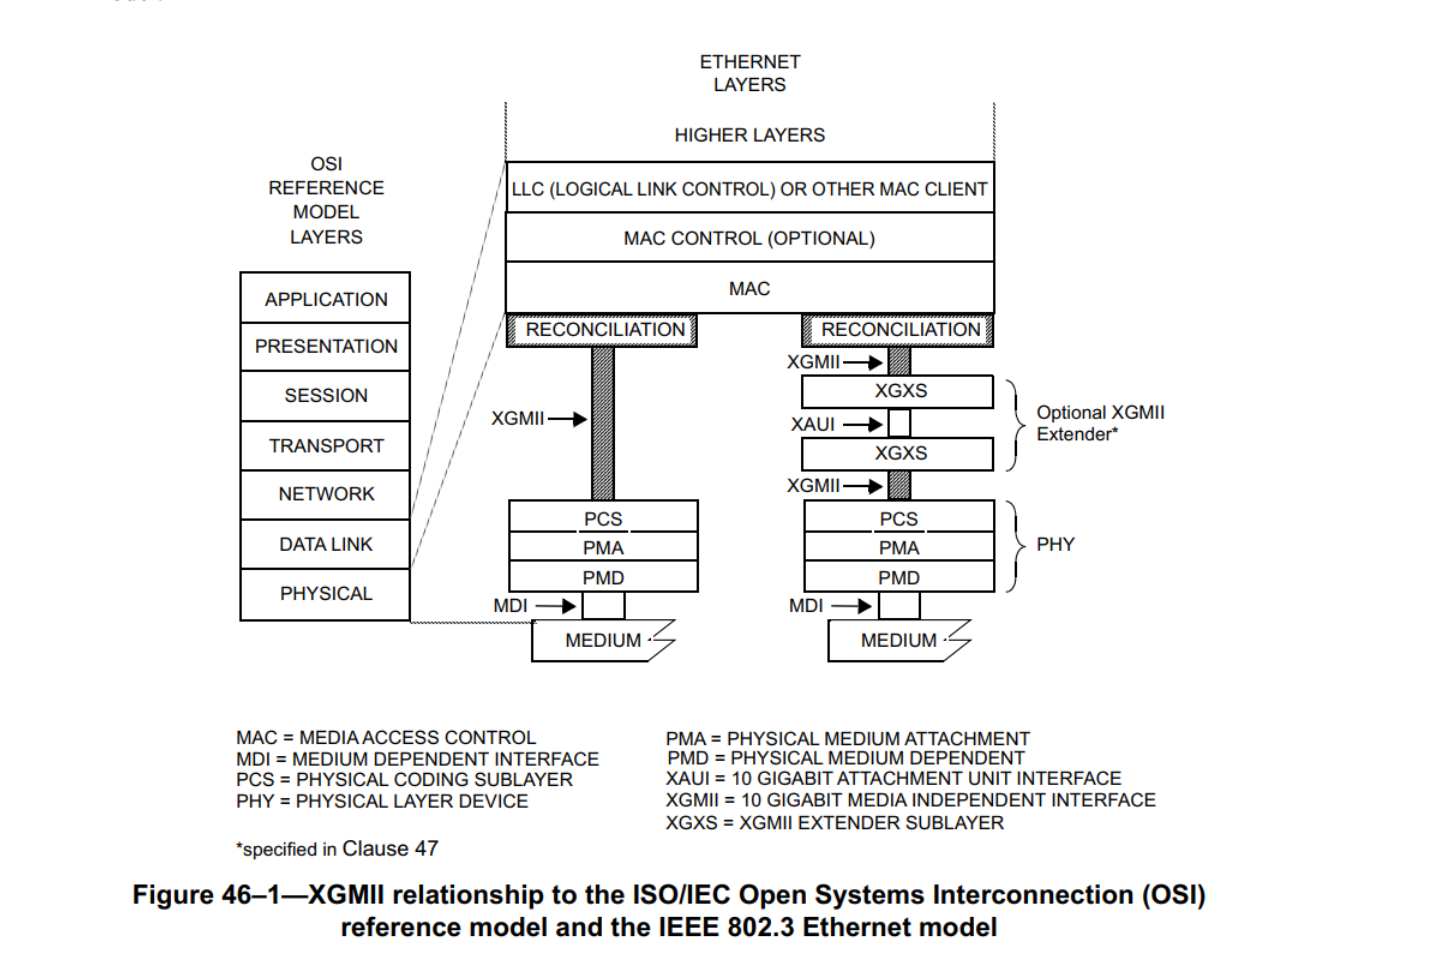 ETHERNET
LAYERS
HIGHER LAYERS
OSI
REFERENCE
MODEL
LAYERS
LLC (LOGICAL LINK CONTROL) OR OTHER MAC CLIENT
MAC CONTROL (OPTIONAL)
MAC
APPLICATION
PRESENTATION
SESSION
TRANSPORT
NETWORK
DATA LINK
PHYSICAL
RECONCILIATION
XGMII
PCS
PMA
PMD
MDI
MEDIUM
RECONCILIATION
XGMII
XGXS
XAUI
XGXS
XGMII
Optional XGMII
Extender*
PCS
PMA
PMD
PHY
MDI
MEDIUM
MAC = MEDIA ACCESS CONTROL
MDI = MEDIUM DEPENDENT INTERFACE
PCS = PHYSICAL CODING SUBLAYER
PHY = PHYSICAL LAYER DEVICE
PMA = PHYSICAL MEDIUM ATTACHMENT
PMD = PHYSICAL MEDIUM DEPENDENT
XAUI = 10 GIGABIT ATTACHMENT UNIT INTERFACE
XGMII = 10 GIGABIT MEDIA INDEPENDENT INTERFACE
XGXS = XGMII EXTENDER SUBLAYER
*specified in Clause 47
Figure 46–1—XGMII relationship to the ISO/IEC Open Systems Interconnection (OSI)
reference model and the IEEE 802.3 Ethernet model